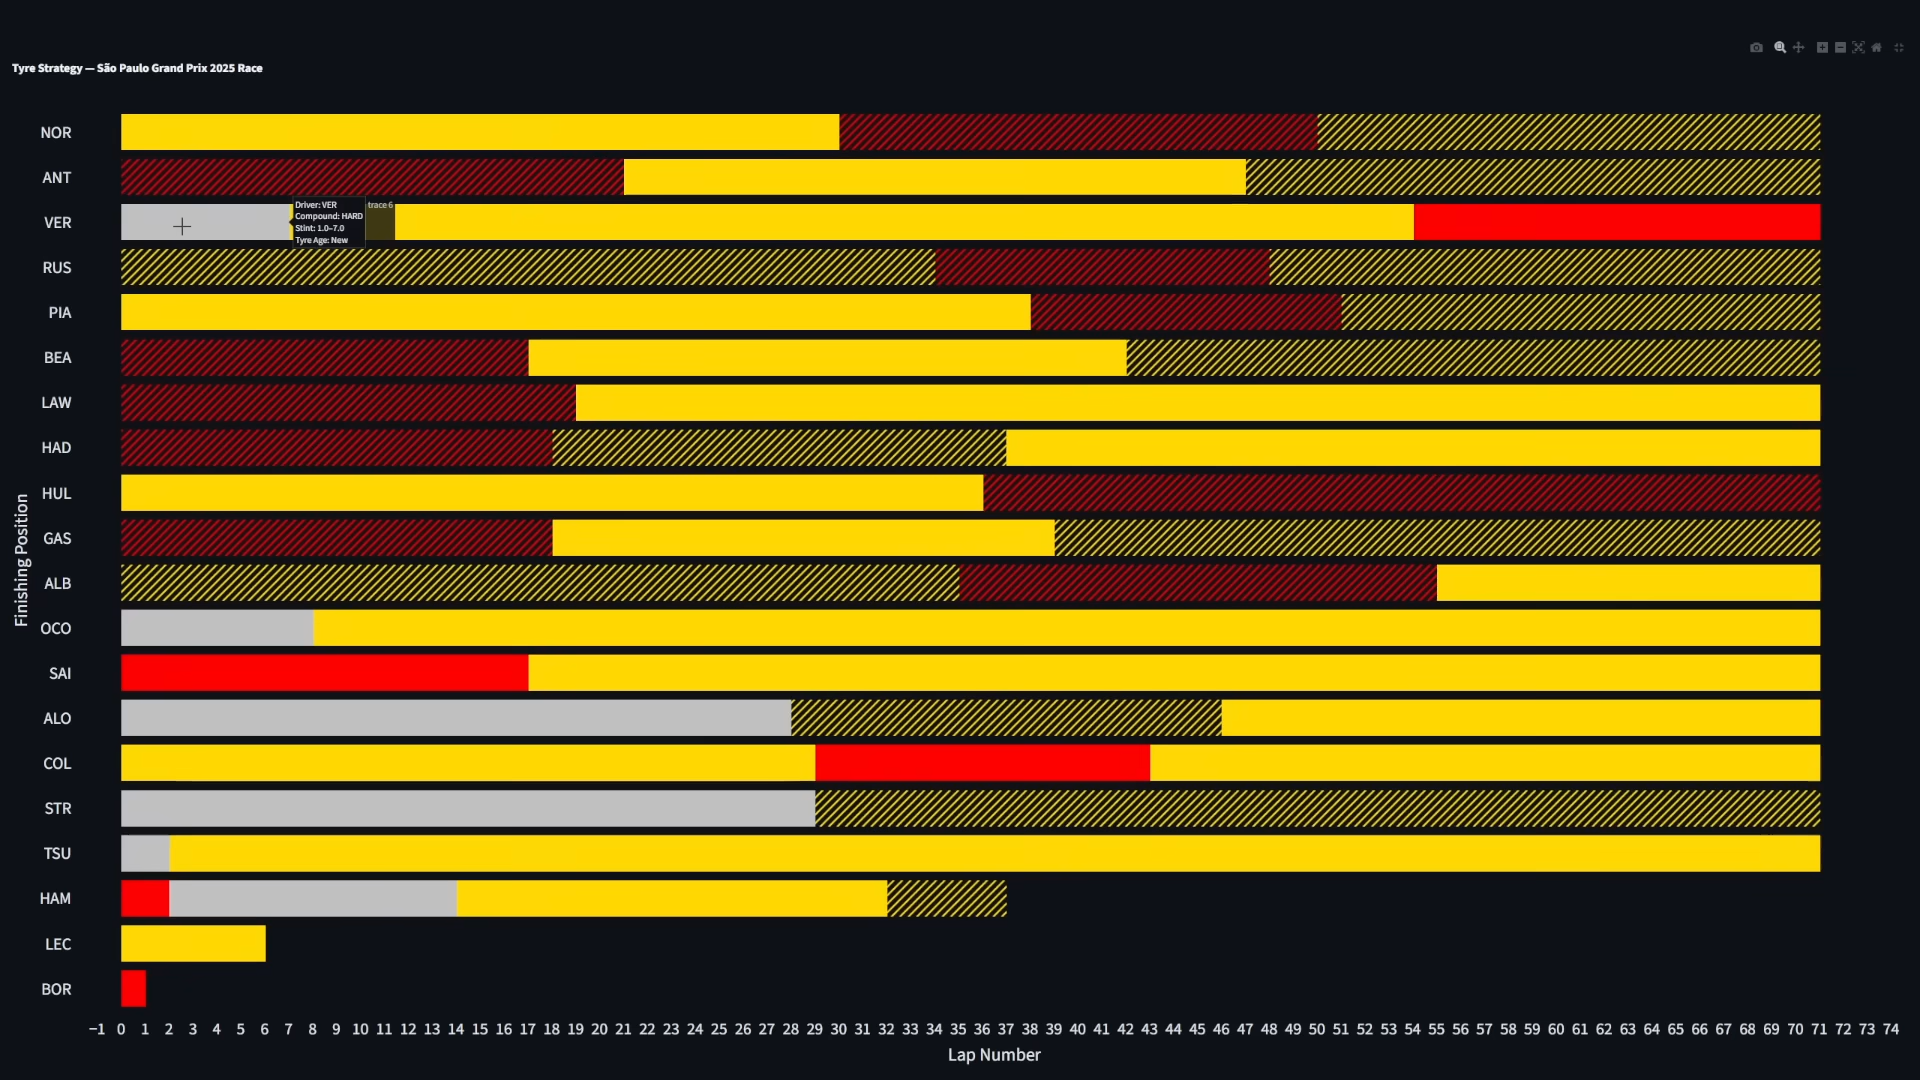 Tyre Strategy — São Paulo Grand Prix 2025 Race
NOR
ANT
VER
Driver: VER
Compound: HARD
Stint: 1.0–7.0
Tyre Age: New
trace 6
RUS
PIA
BEA
LAW
HAD
HUL
GAS
ALB
OCO
SAI
ALO
COL
STR
TSU
HAM
LEC
BOR
Finishing Position
−1 0 1 2 3 4 5 6 7 8 9 10 11 12 13 14 15 16 17 18 19 20 21 22 23 24 25 26 27 28 29 30 31 32 33 34 35 36 37 38 39 40 41 42 43 44 45 46 47 48 49 50 51 52 53 54 55 56 57 58 59 60 61 62 63 64 65 66 67 68 69 70 71 72 73 74
Lap Number